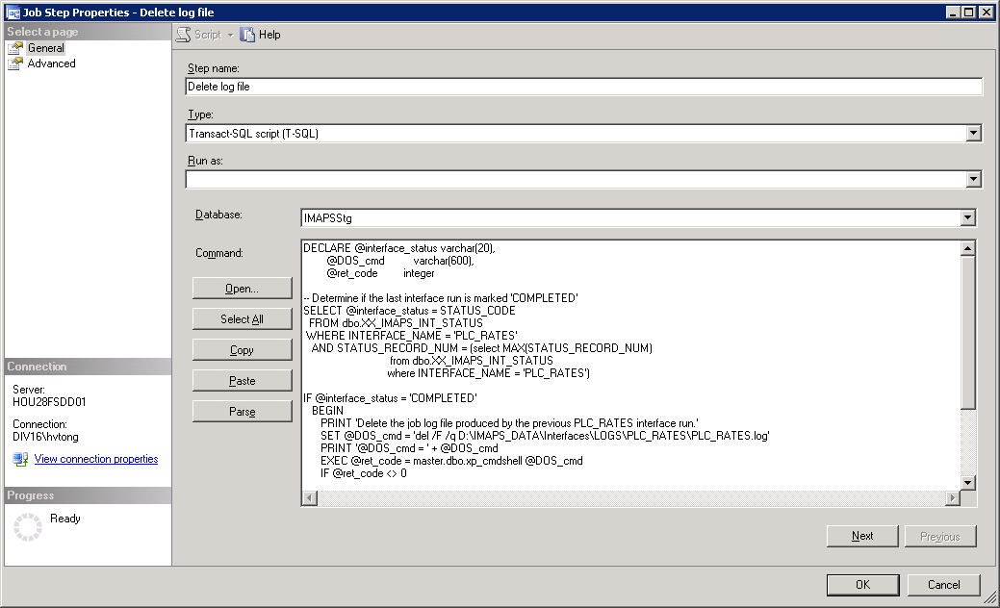 Job Step Properties - Delete log file
Select a page
General
Advanced
Script
Help
Step name:
Delete log file
Type:
Transact-SQL script (T-SQL)
Run as:
Database:
IMAPSStg
Command:
Open...
Select All
Copy
Paste
Parse
DECLARE @interface_status varchar(20),
@DOS_cmd varchar(600),
@ret_code integer
-- Determine if the last interface run is marked 'COMPLETED'
SELECT @interface_status = STATUS_CODE
FROM dbo.XX_IMAPS_INT_STATUS
WHERE INTERFACE_NAME = 'PLC_RATES'
AND STATUS_RECORD_NUM = (select MAX(STATUS_RECORD_NUM)
from dbo.XX_IMAPS_INT_STATUS
where INTERFACE_NAME = 'PLC_RATES')
IF @interface_status = 'COMPLETED'
BEGIN
PRINT 'Delete the job log file produced by the previous PLC_RATES interface run.'
SET @DOS_cmd = 'del /F /q D:\IMAPS_DATA\Interfaces\LOGS\PLC_RATES\PLC_RATES.log'
PRINT '@DOS_cmd = ' + @DOS_cmd
EXEC @ret_code = master.dbo.xp_cmdshell @DOS_cmd
IF @ret_code <> 0
Connection
Server:
HOU28FSDD01
Connection:
DIV16\hvtong
View connection properties
Progress
Ready
Next
Previous
OK
Cancel